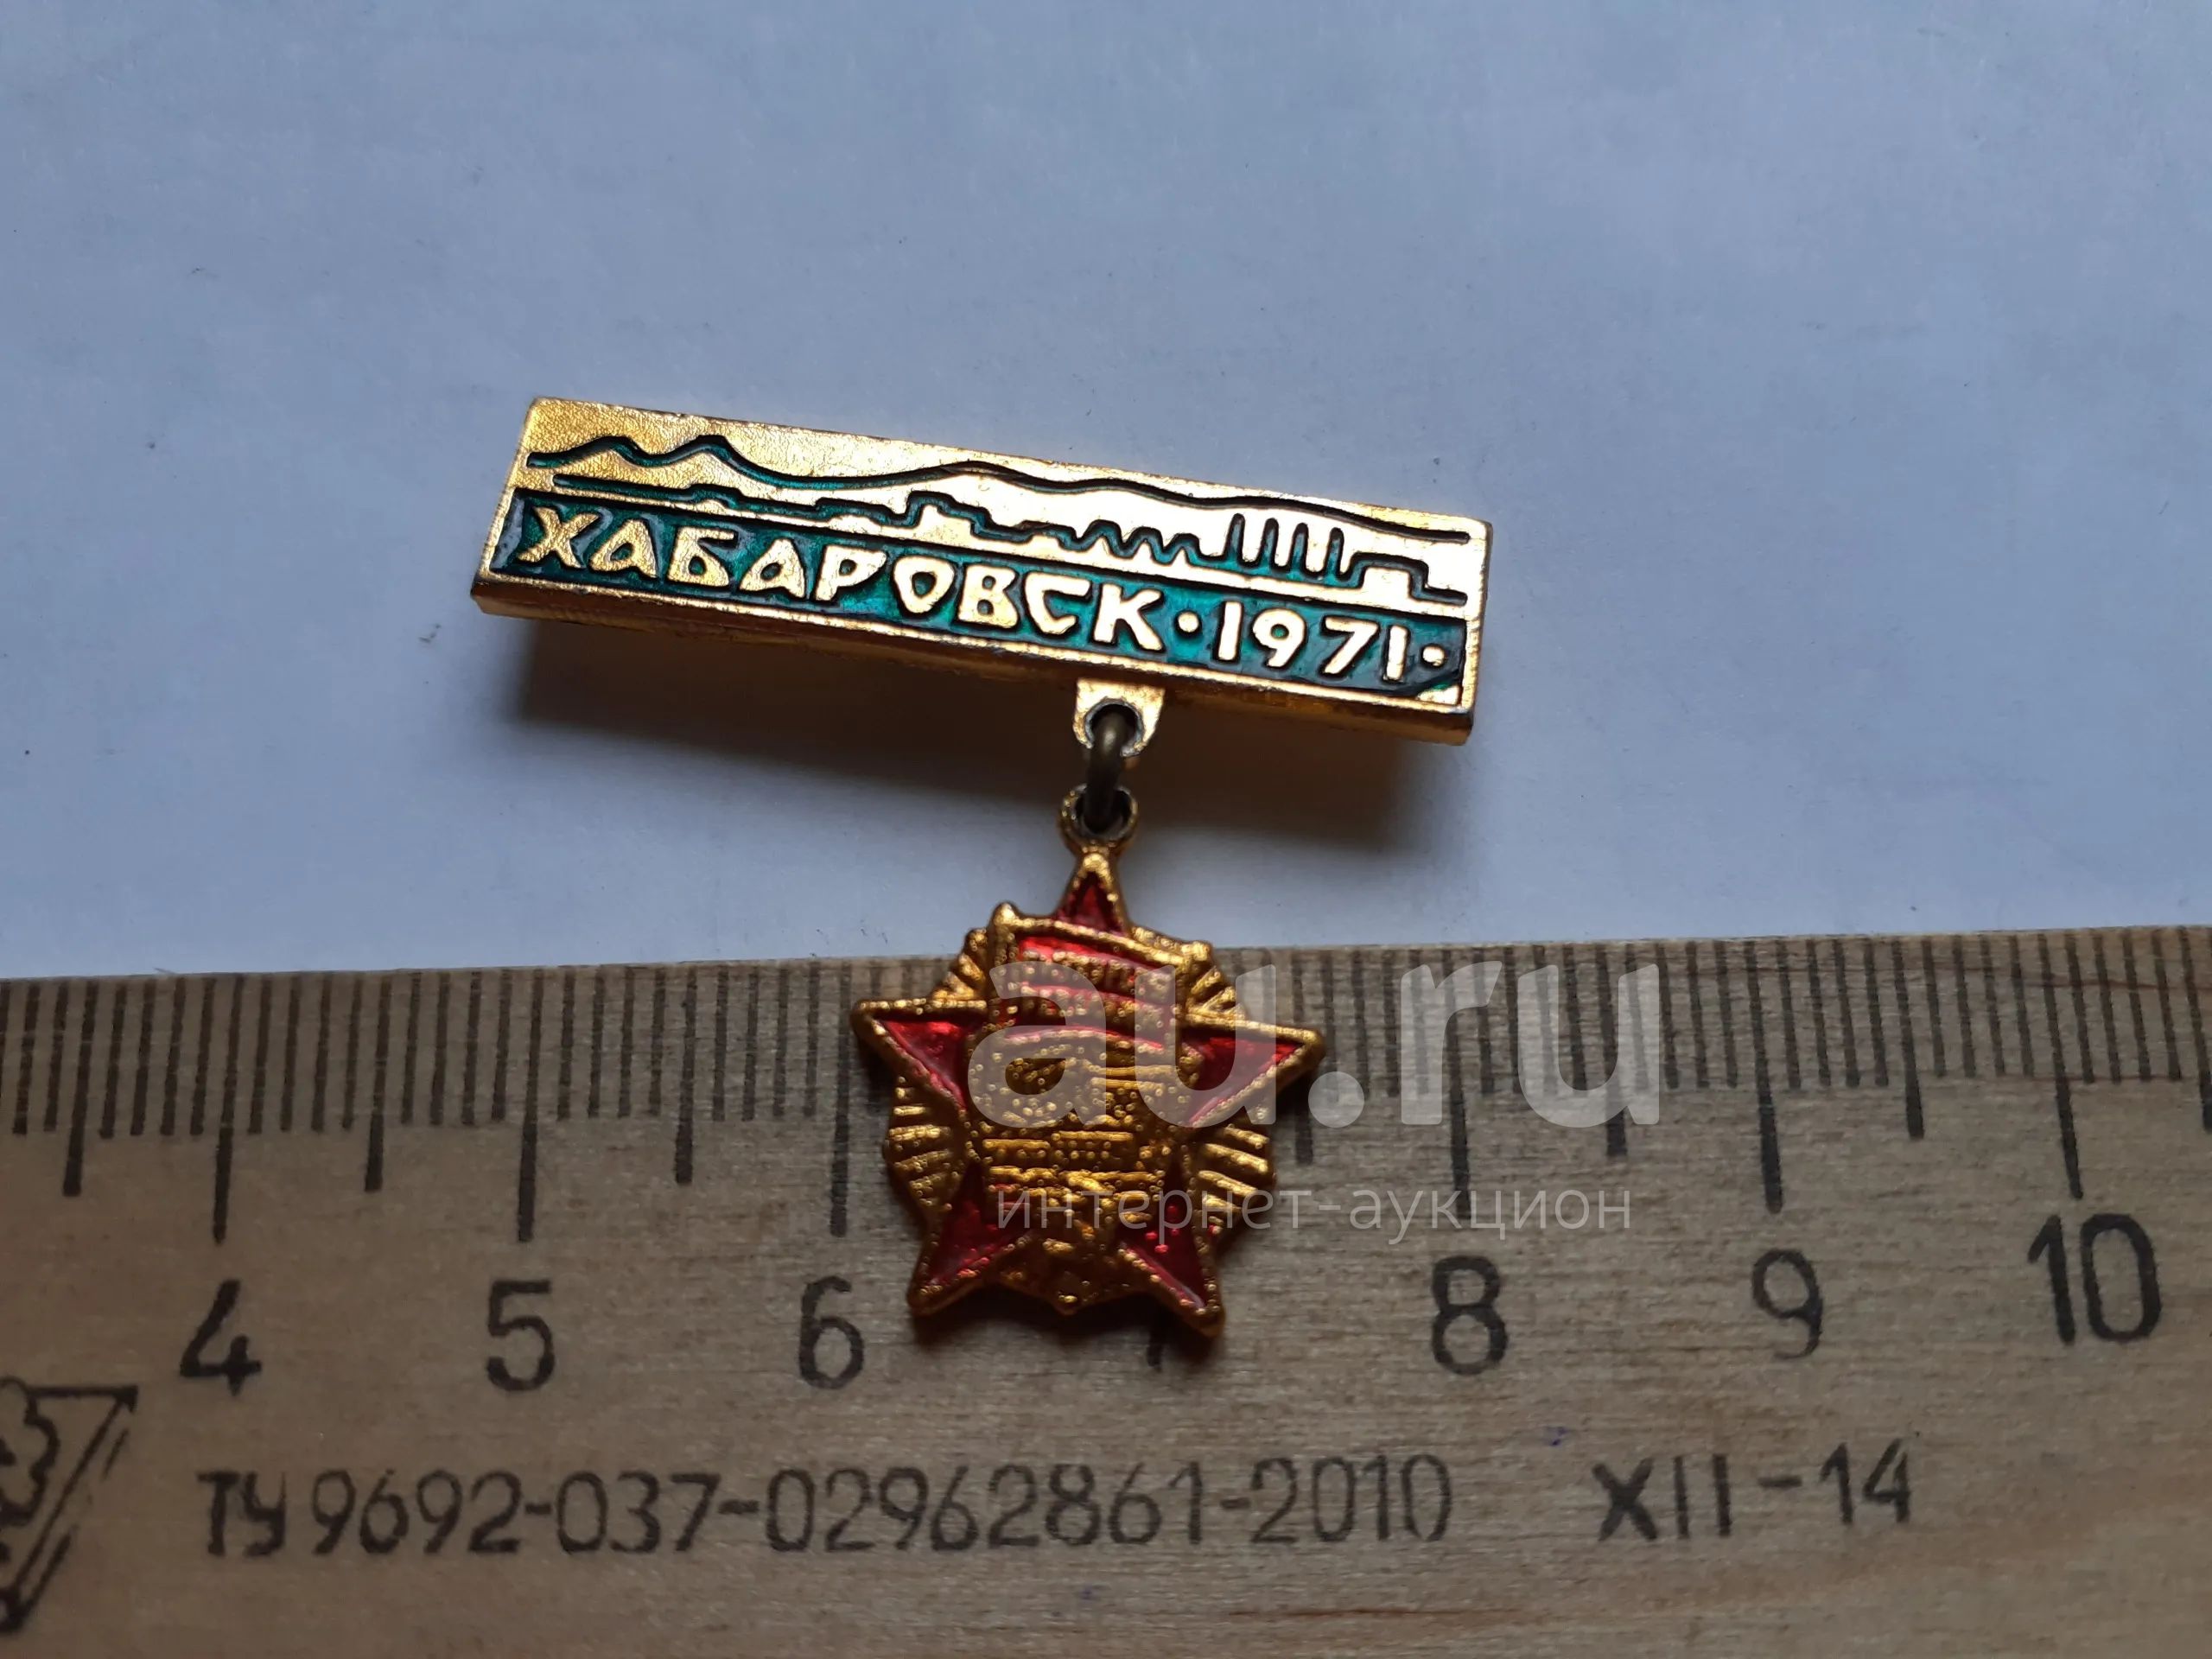 ХАБАРОВСК · 1971 ·
au.ru
интернет-аукцион
4 5 6 8 9 10
ТУ 9692-037-02962861-2010 XII-14